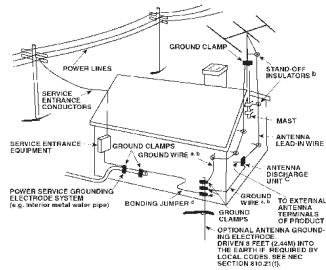 GROUND CLAMP
POWER LINES
STAND-OFF
INSULATORS b
SERVICE
ENTRANCE
CONDUCTORS
MAST
ANTENNA
LEAD-IN WIRE
SERVICE ENTRANCE
EQUIPMENT
GROUND CLAMPS
GROUND WIRE a, b
ANTENNA
DISCHARGE
UNIT c
POWER SERVICE GROUNDING
ELECTRODE SYSTEM
(e.g. interior metal water pipe)
BONDING JUMPER d
GROUND
WIRE a, b
GROUND
CLAMPS
TO EXTERNAL
ANTENNA
TERMINALS
OF PRODUCT
OPTIONAL ANTENNA GROUND-
ING ELECTRODE
DRIVEN 8 FEET (2.44M) INTO
THE EARTH IF REQUIRED BY
LOCAL CODES. SEE NEC
SECTION 810.21(f).